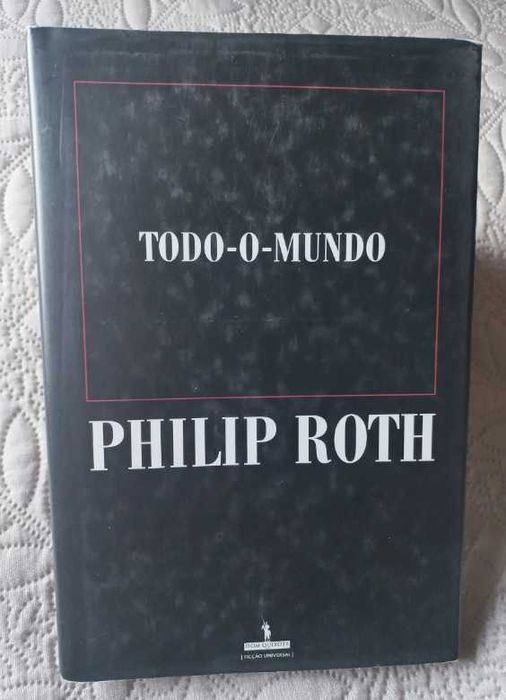 TODO-O-MUNDO
PHILIP ROTH
DOM QUIXOTE
[ FICÇÃO UNIVERSAL ]